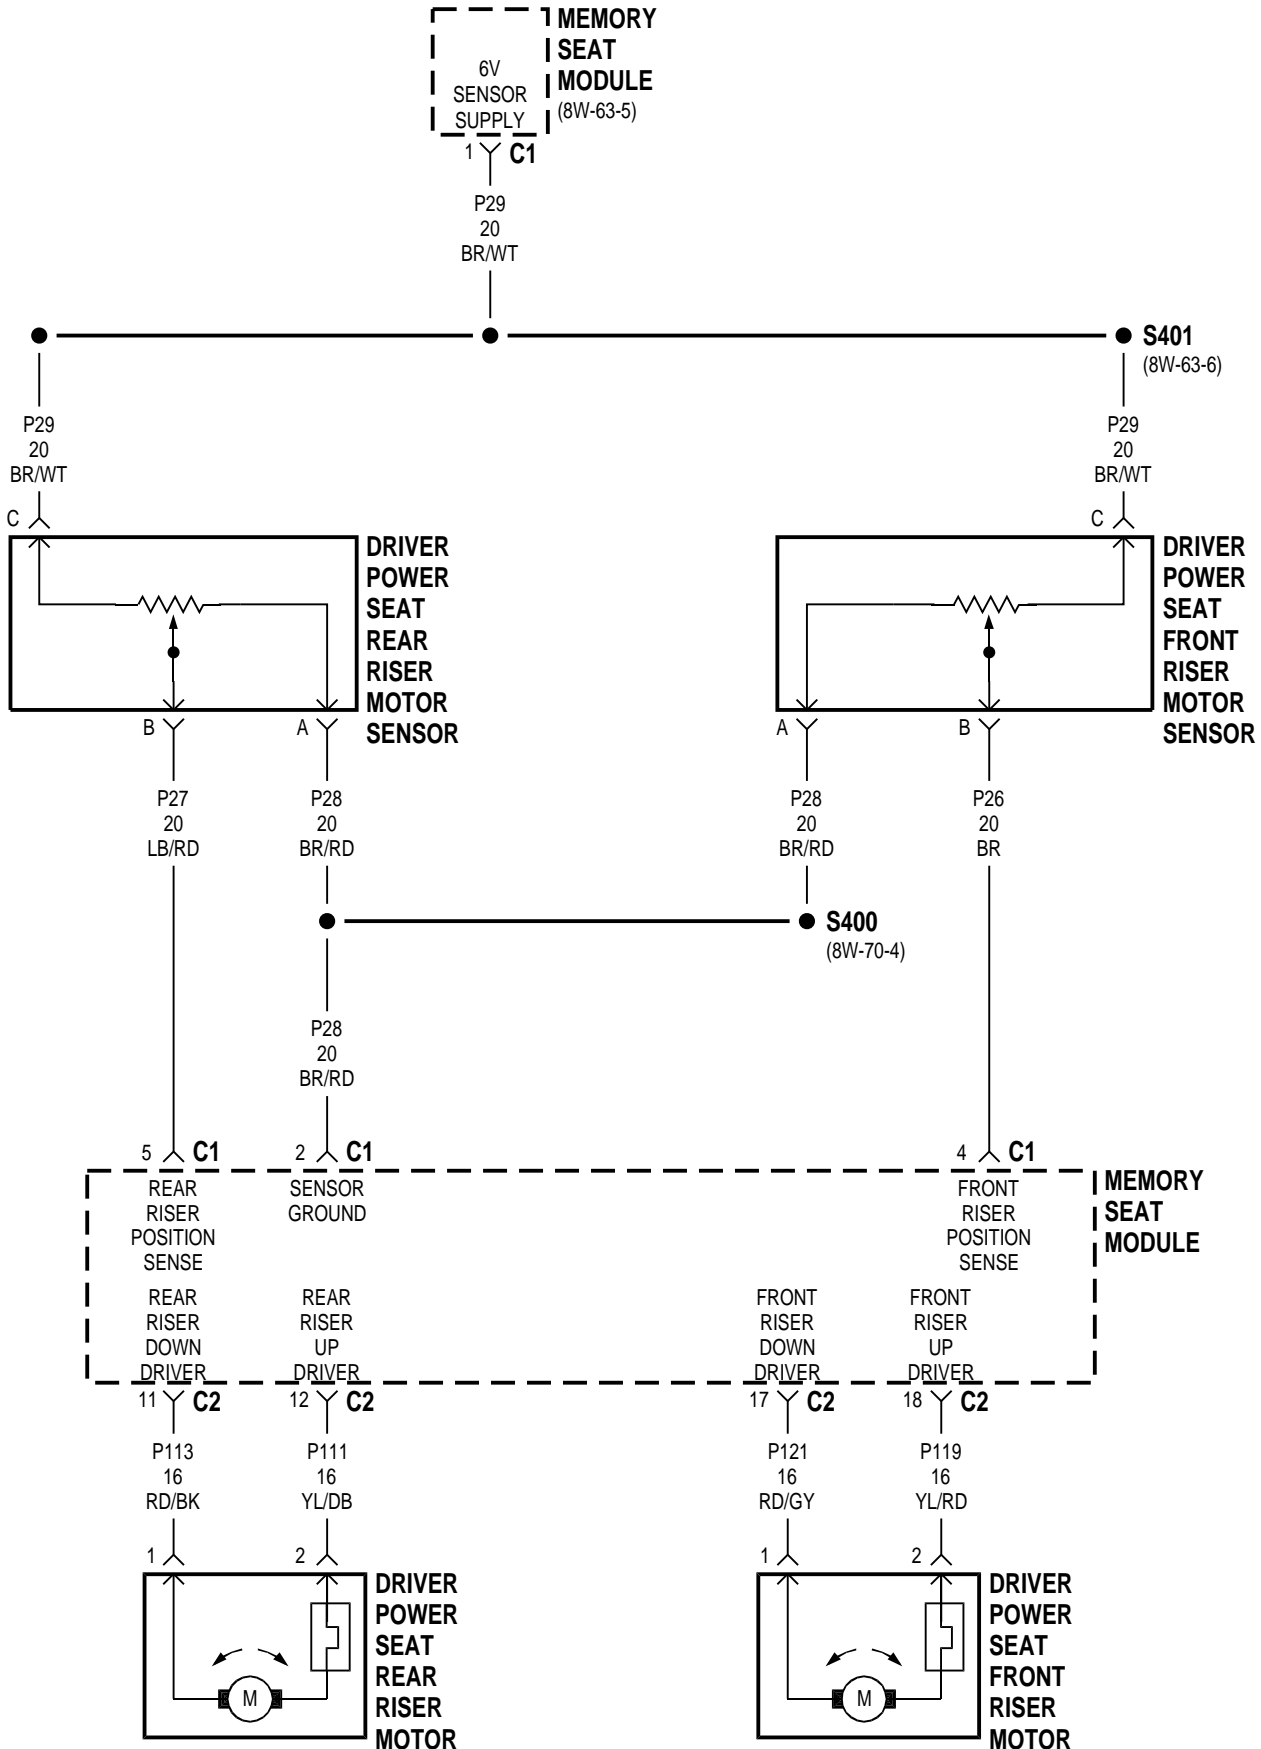 MEMORY
SEAT
MODULE
(8W-63-5)
6V
SENSOR
SUPPLY
1
C1
P29
20
BR/WT
S401
(8W-63-6)
P29
20
BR/WT
P29
20
BR/WT
C
C
DRIVER
POWER
SEAT
REAR
RISER
MOTOR
SENSOR
DRIVER
POWER
SEAT
FRONT
RISER
MOTOR
SENSOR
B
A
A
B
P27
20
LB/RD
P28
20
BR/RD
P28
20
BR/RD
P26
20
BR
S400
(8W-70-4)
P28
20
BR/RD
5
C1
2
C1
4
C1
REAR
RISER
POSITION
SENSE
SENSOR
GROUND
FRONT
RISER
POSITION
SENSE
MEMORY
SEAT
MODULE
REAR
RISER
DOWN
DRIVER
REAR
RISER
UP
DRIVER
FRONT
RISER
DOWN
DRIVER
FRONT
RISER
UP
DRIVER
11
C2
12
C2
17
C2
18
C2
P113
16
RD/BK
P111
16
YL/DB
P121
16
RD/GY
P119
16
YL/RD
1
2
1
2
M
DRIVER
POWER
SEAT
REAR
RISER
MOTOR
M
DRIVER
POWER
SEAT
FRONT
RISER
MOTOR